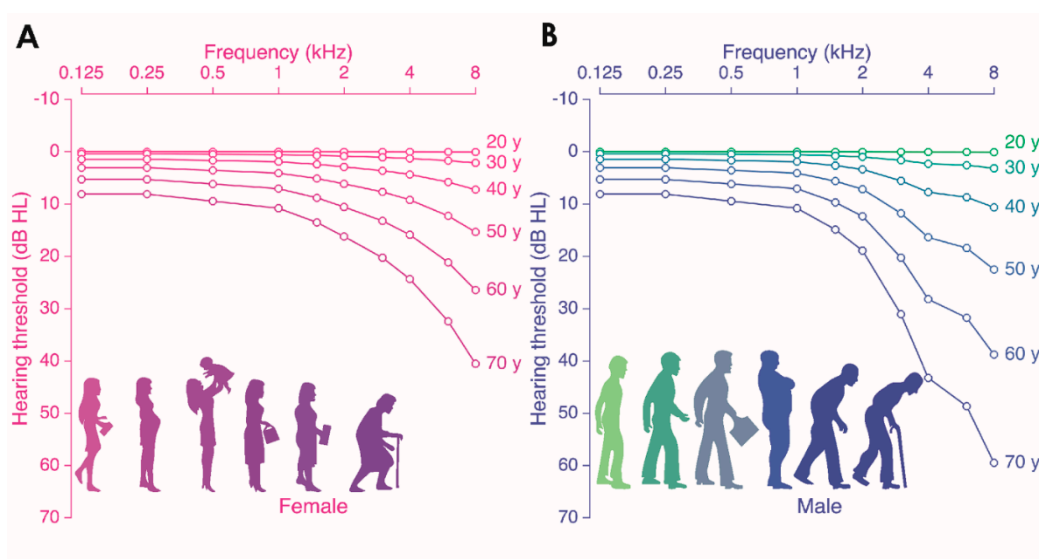 A
Frequency (kHz)
0.125 0.25 0.5 1 2 4 8
Hearing threshold (dB HL)
-10
0
10
20
30
40
50
60
70
20 y
30 y
40 y
50 y
60 y
70 y
Female
B
Frequency (kHz)
0.125 0.25 0.5 1 2 4 8
Hearing threshold (dB HL)
-10
0
10
20
30
40
50
60
70
20 y
30 y
40 y
50 y
60 y
70 y
Male